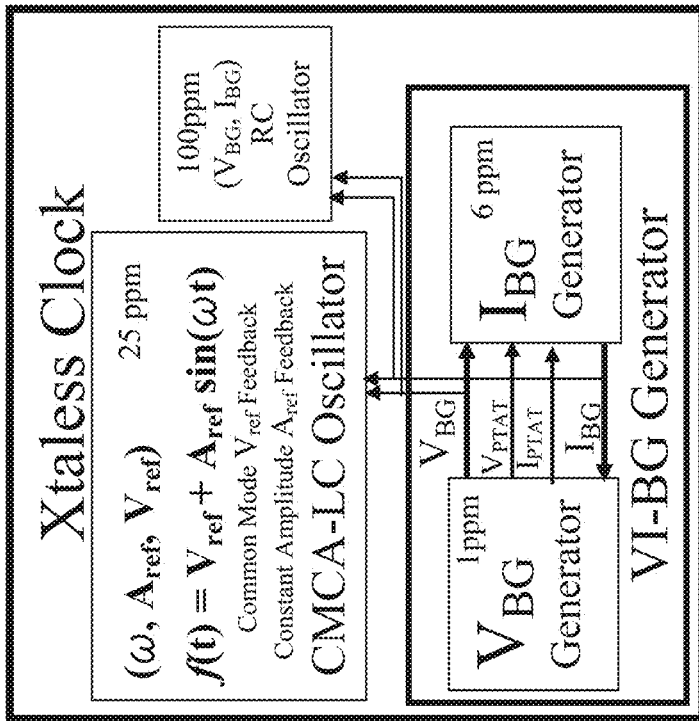 Xtaless Clock
(ω, A_ref, V_ref) 25 ppm
f(t) = V_ref + A_ref sin(ωt)
Common Mode V_ref Feedback
Constant Amplitude A_ref Feedback
CMCA-LC Oscillator
100ppm
(V_BG, I_BG)
RC
Oscillator
1ppm
V_BG
Generator
V_BG
V_PTAT
I_PTAT
I_BG
6 ppm
I_BG
Generator
VI-BG Generator